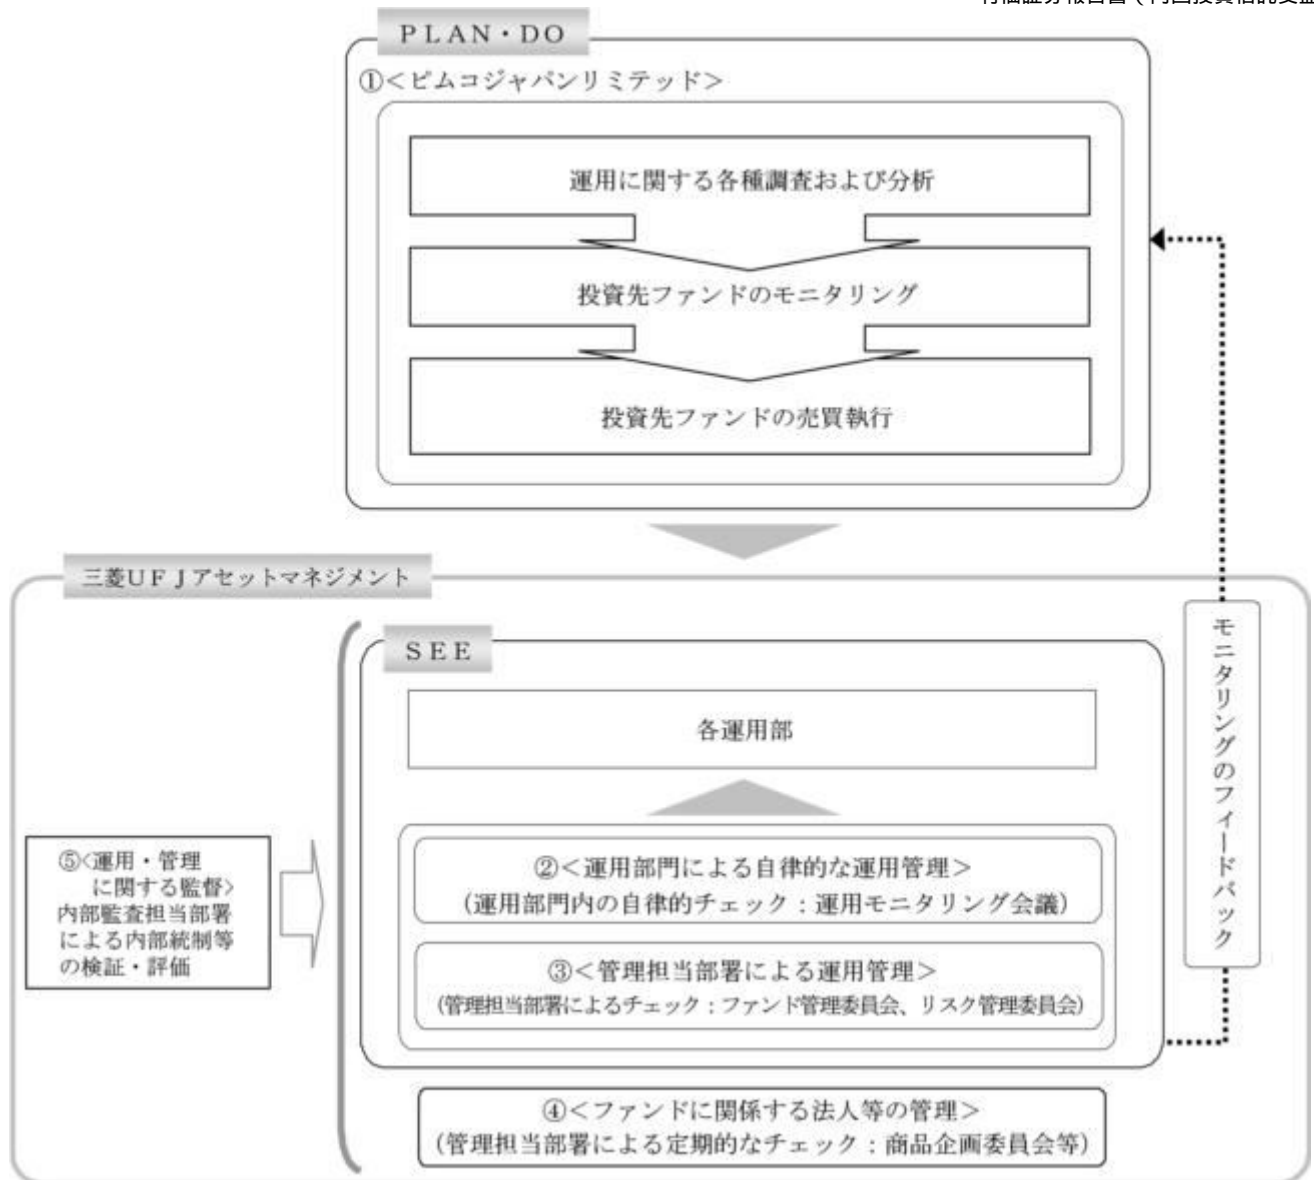 PLAN・DO
①＜ピムコジャパンリミテッド＞
運用に関する各種調査および分析
投資先ファンドのモニタリング
投資先ファンドの売買執行
三菱UFJアセットマネジメント
SEE
各運用部
②＜運用部門による自律的な運用管理＞
(運用部門内の自律的チェック：運用モニタリング会議)
③＜管理担当部署による運用管理＞
(管理担当部署によるチェック：ファンド管理委員会、リスク管理委員会)
④＜ファンドに関係する法人等の管理＞
(管理担当部署による定期的なチェック：商品企画委員会等)
⑤<運用・管理
に関する監督>
内部監査担当部署
による内部統制等
の検証・評価
モニタリングのフィードバック